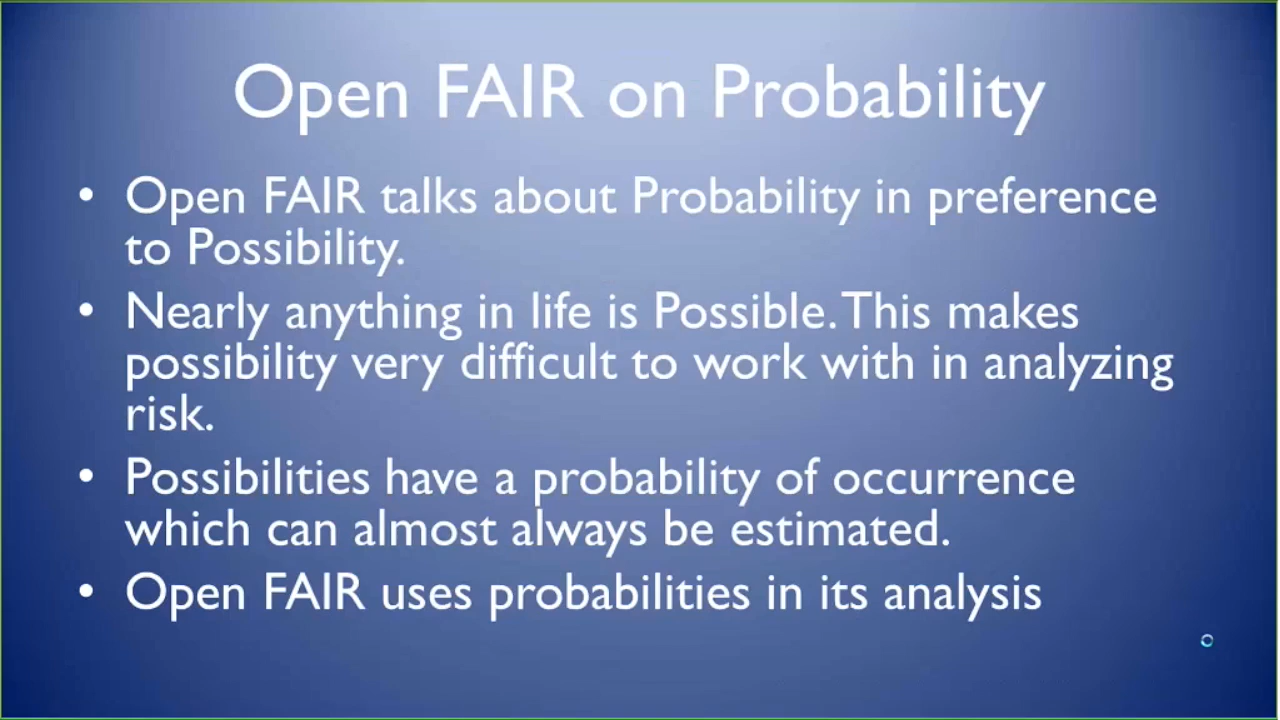 Open FAIR on Probability
• Open FAIR talks about Probability in preference
to Possibility.
• Nearly anything in life is Possible. This makes
possibility very difficult to work with in analyzing
risk.
• Possibilities have a probability of occurrence
which can almost always be estimated.
• Open FAIR uses probabilities in its analysis